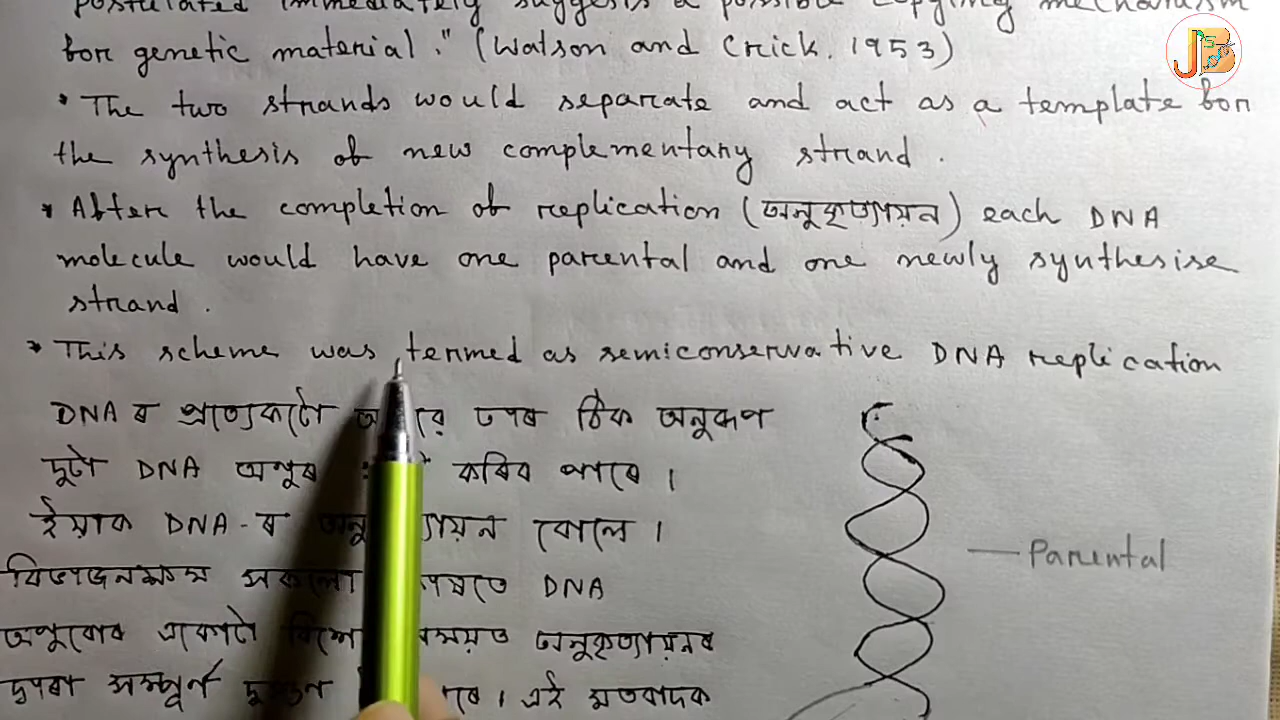 postulated immediately suggests a possible copying mechanism
for genetic material." (Watson and Crick. 1953)
• The two strands would separate and act as a template for
the synthesis of new complementary strand.
* After the completion of replication (অনুকৃত্যায়ন) each DNA
molecule would have one parental and one newly synthesise
strand.
* This scheme was termed as semiconservative DNA replication
DNA ৰ প্ৰত্যেকটো ঠিক অনুৰূপ
দুটো DNA অণুৰ কৰিব পাৰে।
ইয়াক DNA-ৰ বোলে।
বিভাজনক্ষম সকলো DNA
অণুবোৰ একোটা অনুকৃত্যায়নৰ
দ্বাৰা সম্পূৰ্ণ । এই মতবাদক
Parental
JB